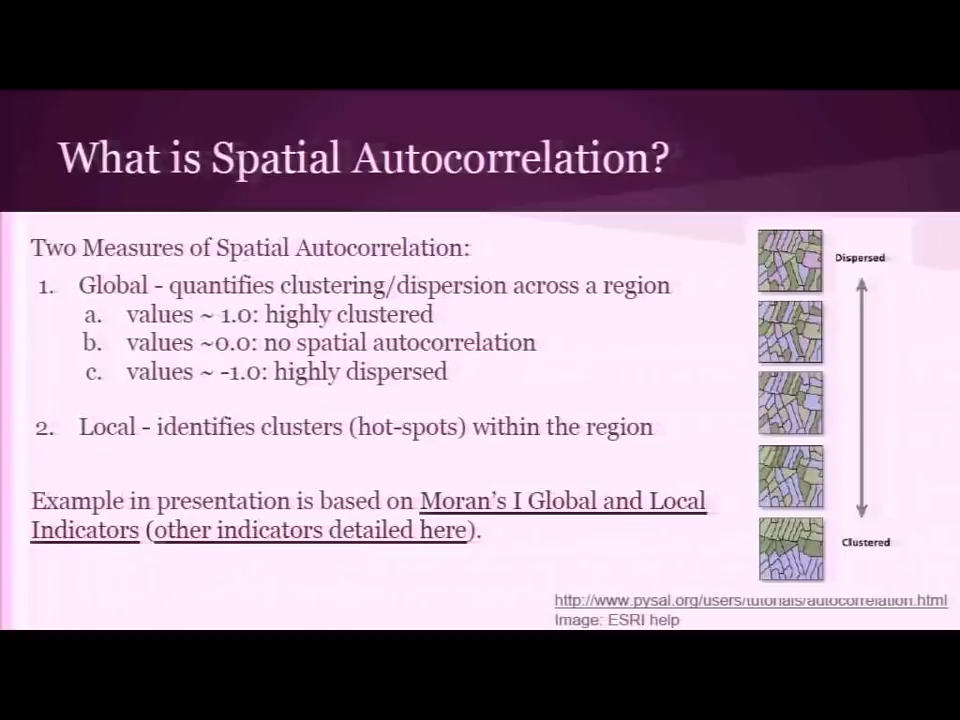 What is Spatial Autocorrelation?
Two Measures of Spatial Autocorrelation:
1. Global - quantifies clustering/dispersion across a region
a. values ~ 1.0: highly clustered
b. values ~0.0: no spatial autocorrelation
c. values ~ -1.0: highly dispersed
2. Local - identifies clusters (hot-spots) within the region
Example in presentation is based on Moran's I Global and Local
Indicators (other indicators detailed here).
Dispersed
Clustered
http://www.pysal.org/users/tutorials/autocorrelation.html
Image: ESRI help